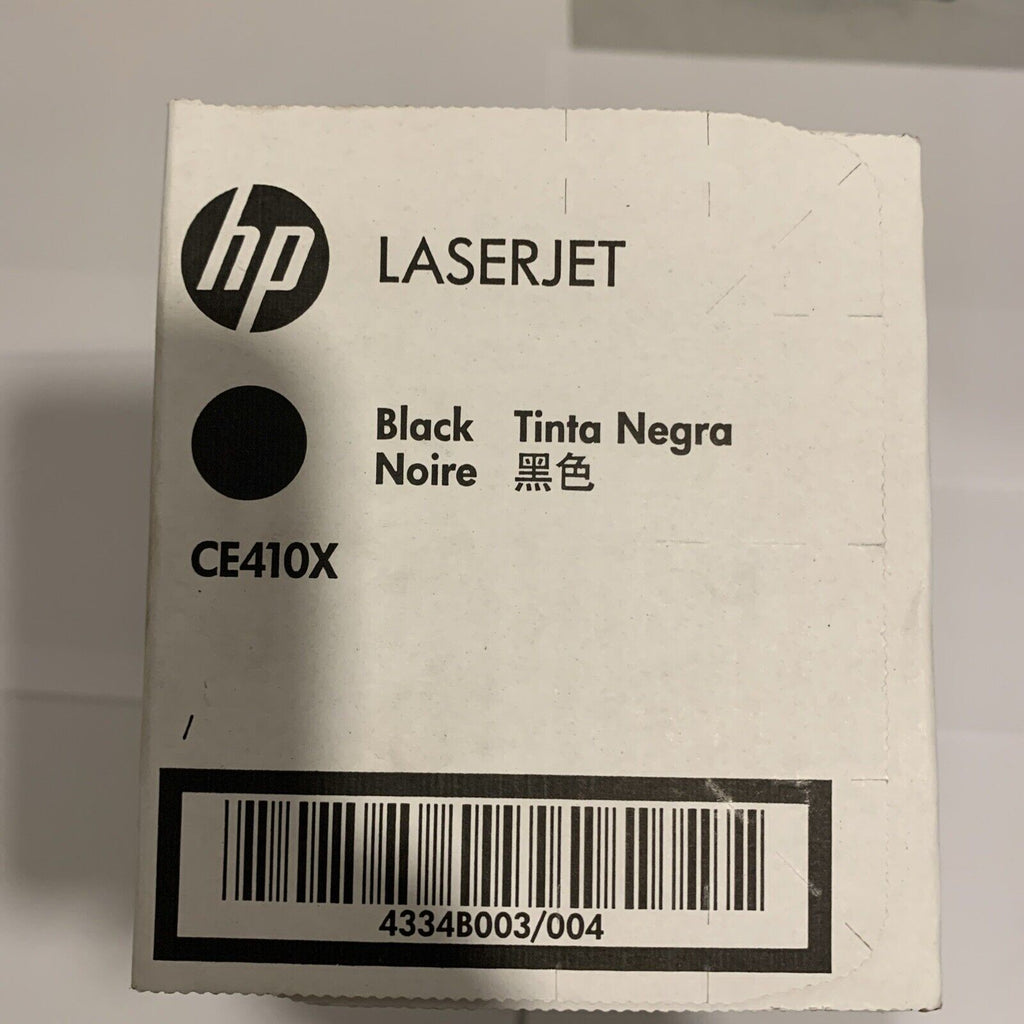 hp LASERJET
Black Tinta Negra
Noire 黑色
CE410X
4334B003/004